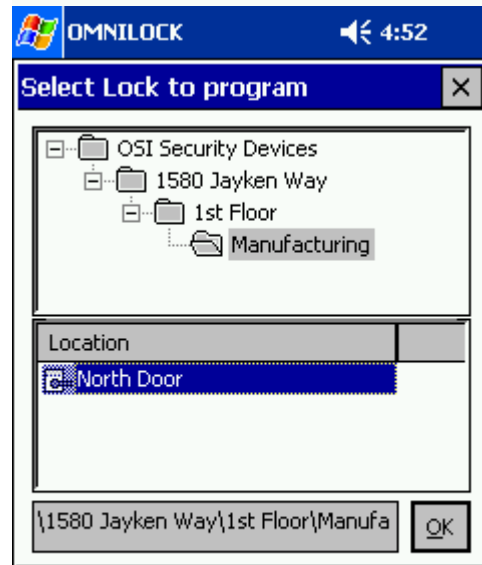 OMNILOCK 4:52
Select Lock to program
OSI Security Devices
1580 Jayken Way
1st Floor
Manufacturing
Location
North Door
\1580 Jayken Way\1st Floor\Manufa
OK